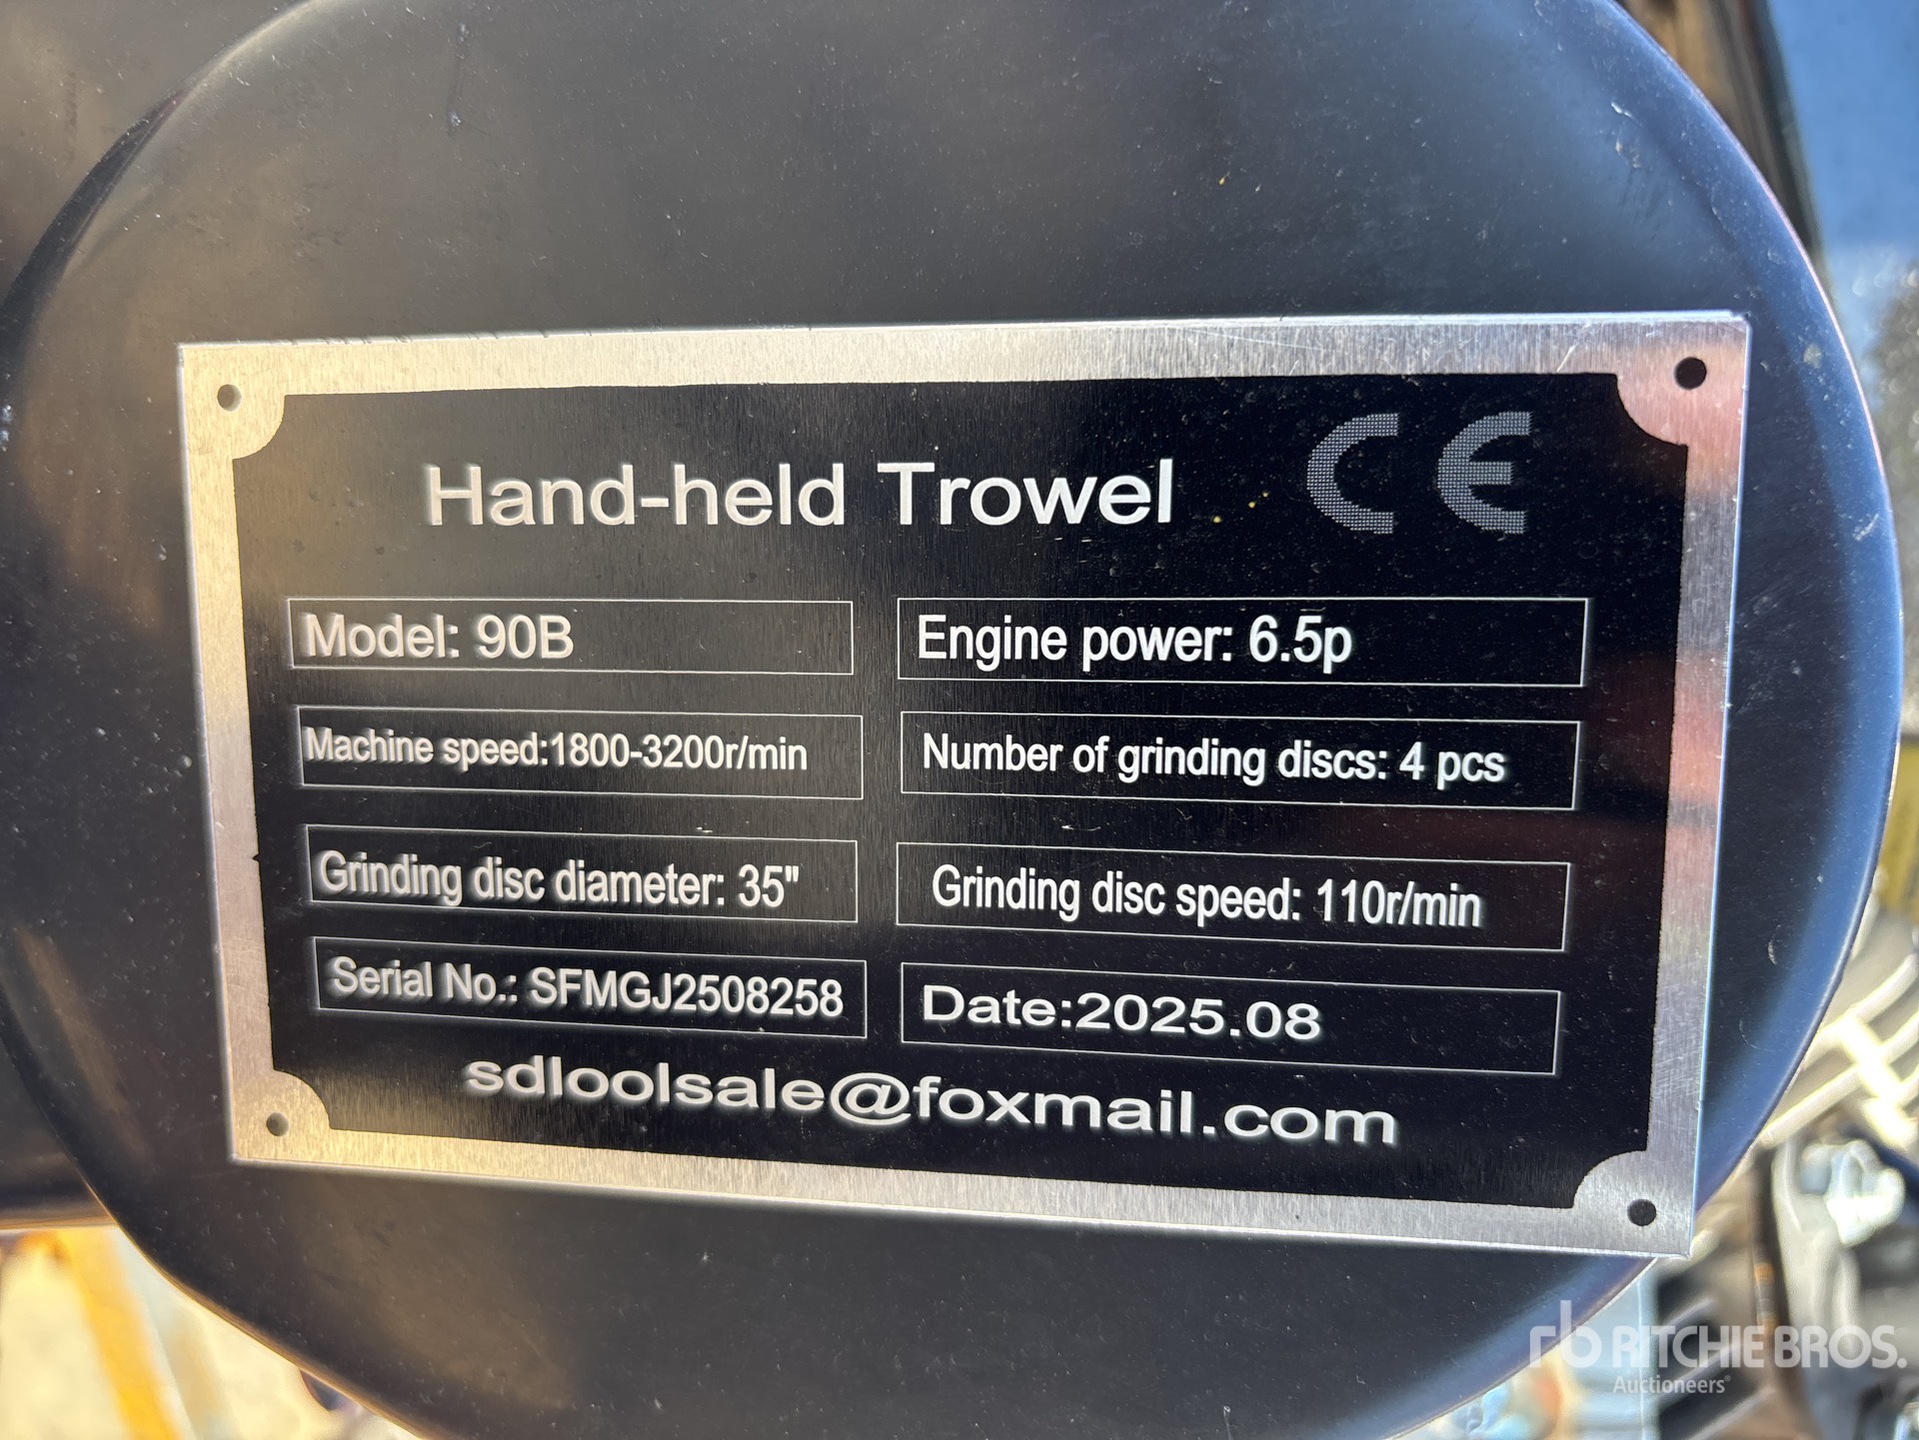 Hand-held Trowel CE
Model: 90B
Engine power: 6.5p
Machine speed:1800-3200r/min
Number of grinding discs: 4 pcs
Grinding disc diameter: 35"
Grinding disc speed: 110r/min
Serial No.: SFMGJ2508258
Date:2025.08
sdloolsale@foxmail.com
rb RITCHIE BROS.
Auctioneers®